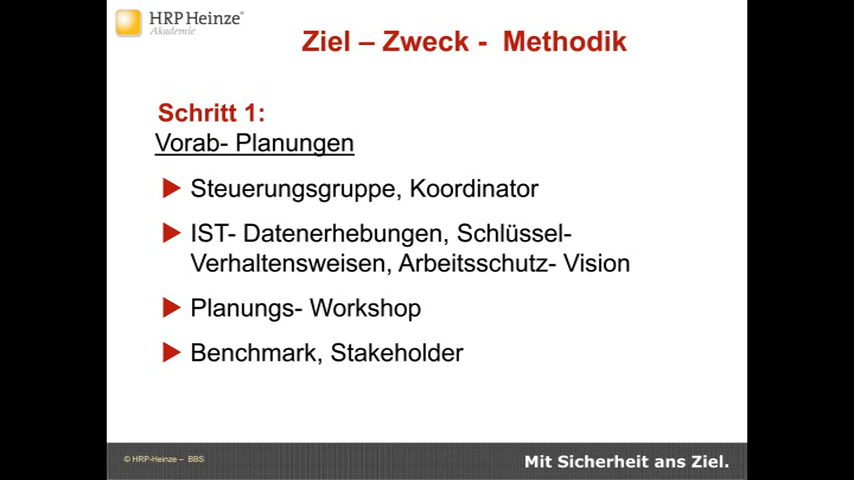 HRP Heinze®
Akademie
Ziel – Zweck - Methodik
Schritt 1:
Vorab- Planungen
Steuerungsgruppe, Koordinator
IST- Datenerhebungen, Schlüssel-
Verhaltensweisen, Arbeitsschutz- Vision
Planungs- Workshop
Benchmark, Stakeholder
© HRP-Heinze – BBS
Mit Sicherheit ans Ziel.